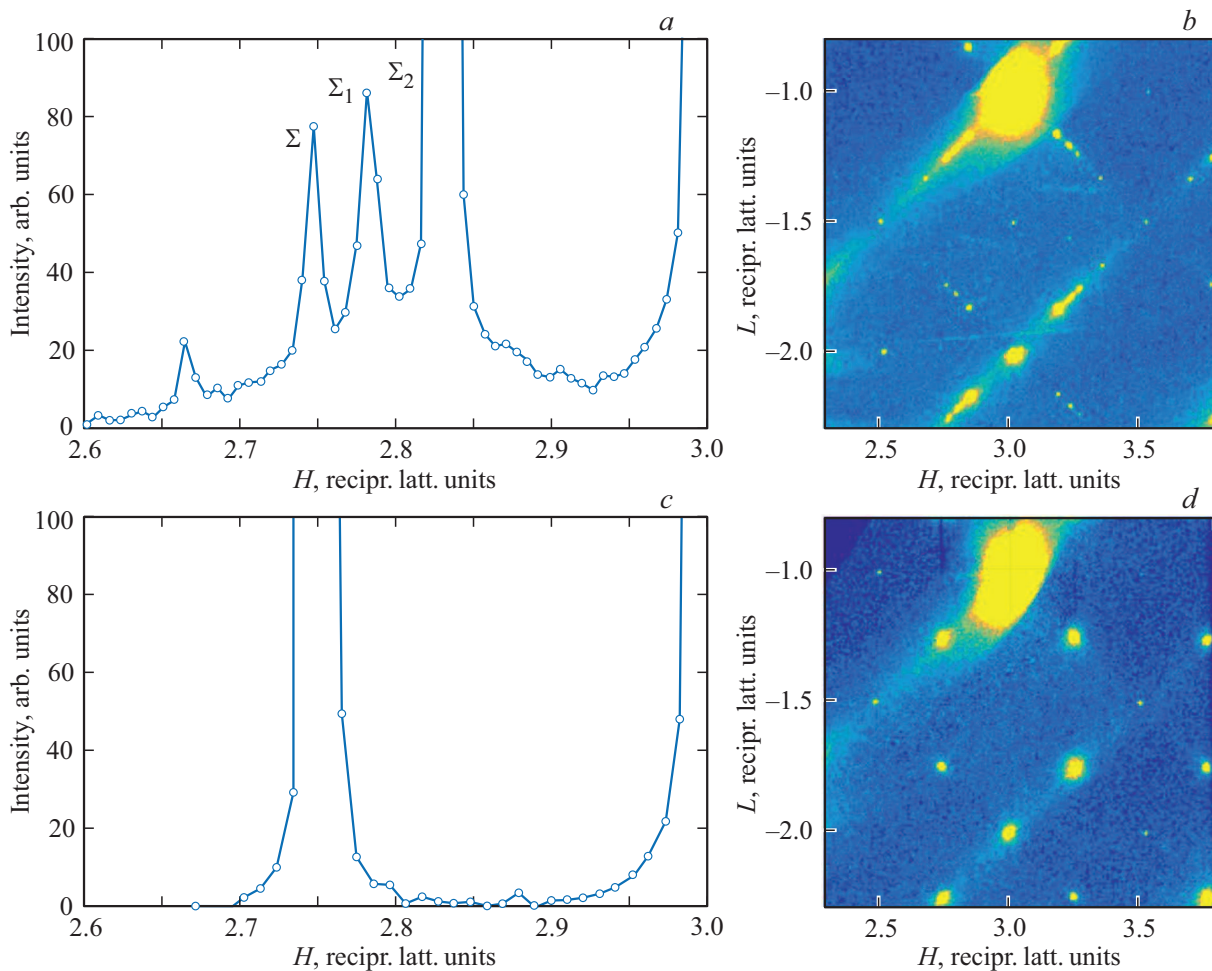 a
100
80
60
40
20
0
Intensity, arb. units
Σ
Σ1
Σ2
2.6
2.7
2.8
2.9
3.0
H, recipr. latt. units
b
–1.0
–1.5
–2.0
L, recipr. latt. units
2.5
3.0
3.5
H, recipr. latt. units
c
100
80
60
40
20
0
Intensity, arb. units
2.6
2.7
2.8
2.9
3.0
H, recipr. latt. units
d
–1.0
–1.5
–2.0
L, recipr. latt. units
2.5
3.0
3.5
H, recipr. latt. units